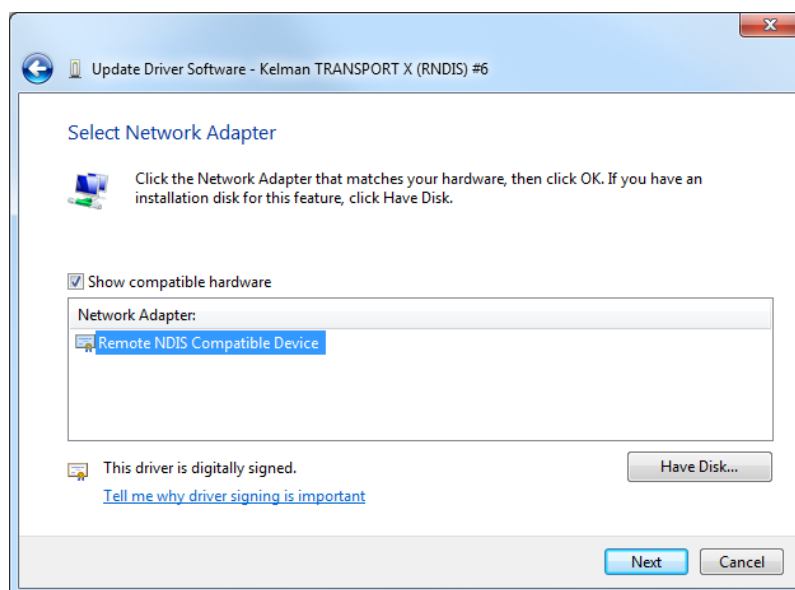 Update Driver Software - Kelman TRANSPORT X (RNDIS) #6
Select Network Adapter
Click the Network Adapter that matches your hardware, then click OK. If you have an
installation disk for this feature, click Have Disk.
Show compatible hardware
Network Adapter:
Remote NDIS Compatible Device
This driver is digitally signed.
Have Disk...
Tell me why driver signing is important
Next
Cancel